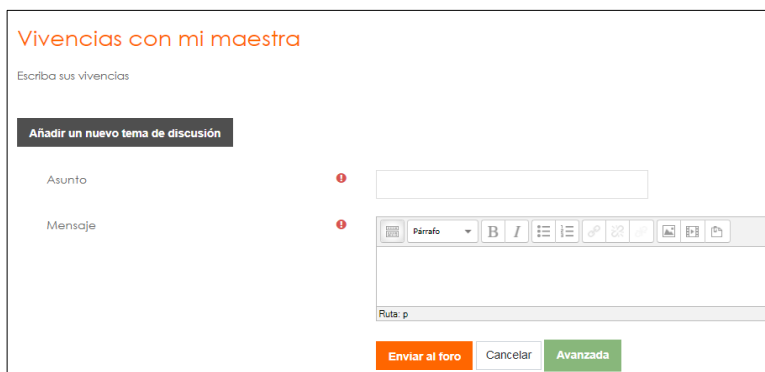 Vivencias con mi maestra
Escriba sus vivencias
Añadir un nuevo tema de discusión
Asunto
Mensaje
Párrafo B I
Ruta: p
Enviar al foro Cancelar Avanzada